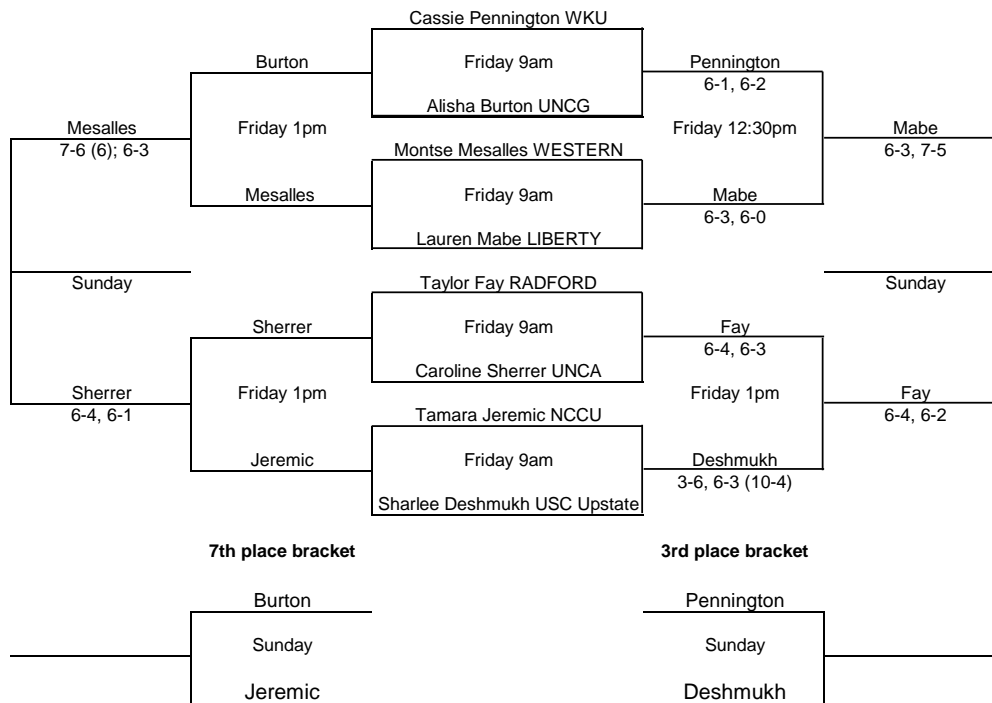 Cassie Pennington WKU
Burton Friday 9am Pennington
6-1, 6-2
Alisha Burton UNCG
Mesalles Friday 1pm Friday 12:30pm Mabe
7-6 (6); 6-3 6-3, 7-5
Montse Mesalles WESTERN
Mesalles Friday 9am Mabe
6-3, 6-0
Lauren Mabe LIBERTY
Sunday Sunday
Taylor Fay RADFORD
Sherrer Friday 9am Fay
6-4, 6-3
Caroline Sherrer UNCA
Sherrer Friday 1pm Friday 1pm Fay
6-4, 6-1 6-4, 6-2
Tamara Jeremic NCCU
Jeremic Friday 9am Deshmukh
3-6, 6-3 (10-4)
Sharlee Deshmukh USC Upstate
7th place bracket 3rd place bracket
Burton Pennington
Sunday Sunday
Jeremic Deshmukh